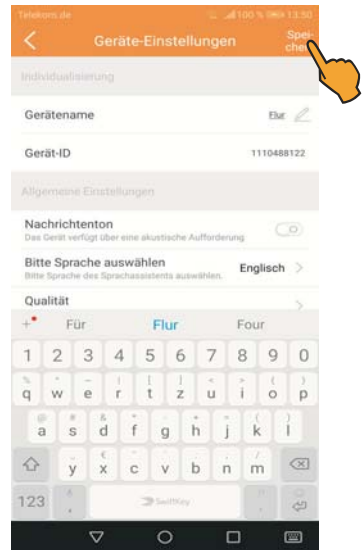 Telekom.de 100 % 13:50
Geräte-Einstellungen
Spei-
chern
Individualisierung
Gerätename Flur
Gerät-ID 1110488122
Allgemeine Einstellungen
Nachrichtenton
Das Gerät verfügt über eine akustische Aufforderung.
Bitte Sprache auswählen Englisch
Bitte Sprache des Sprachassistents auswählen.
Qualität
Für Flur Four
1 2 3 4 5 6 7 8 9 0
q w e r t z u i o p
a s d f g h j k l
y x c v b n m
123 , SwiftKey .